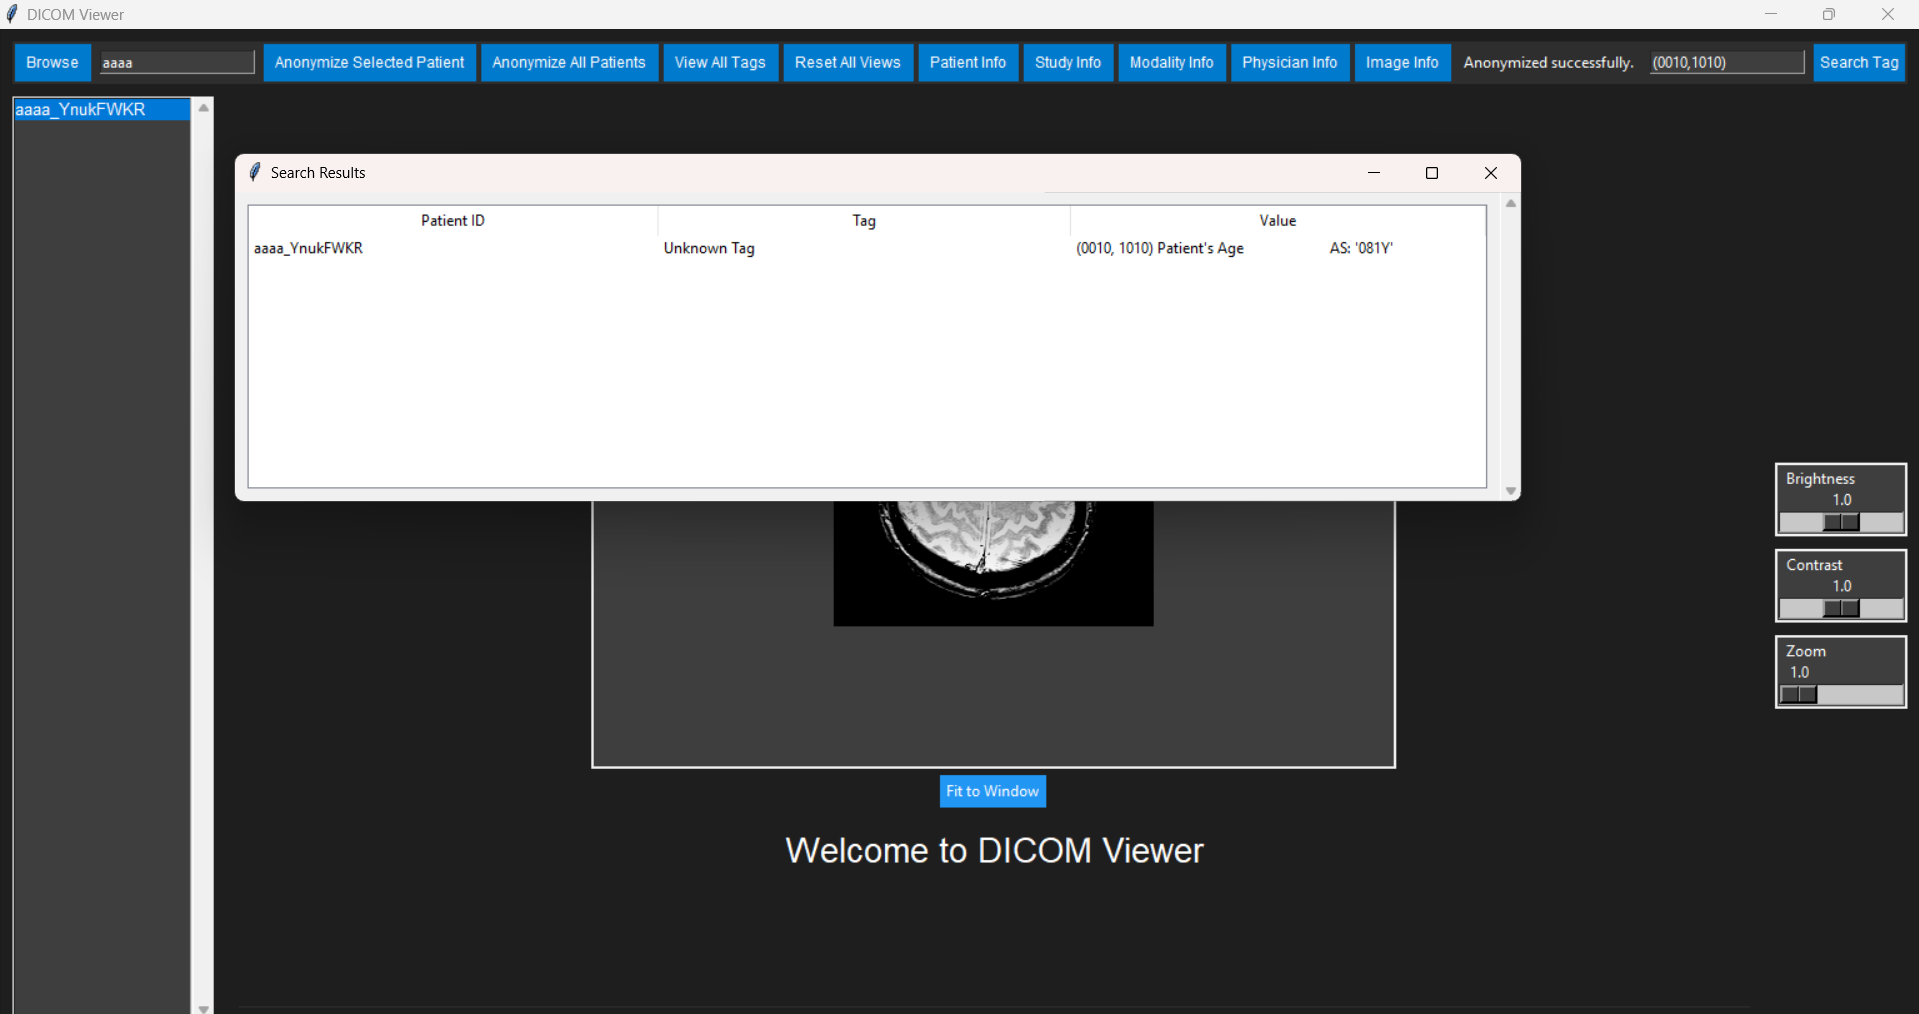 DICOM Viewer
Browse aaaa Anonymize Selected Patient Anonymize All Patients View All Tags Reset All Views Patient Info Study Info Modality Info Physician Info Image Info Anonymized successfully. (0010,1010) Search Tag
aaaa_YnukFWKR
Search Results
Patient ID Tag Value
aaaa_YnukFWKR Unknown Tag (0010, 1010) Patient's Age AS: '081Y'
Brightness
1.0
Contrast
1.0
Zoom
1.0
Fit to Window
Welcome to DICOM Viewer